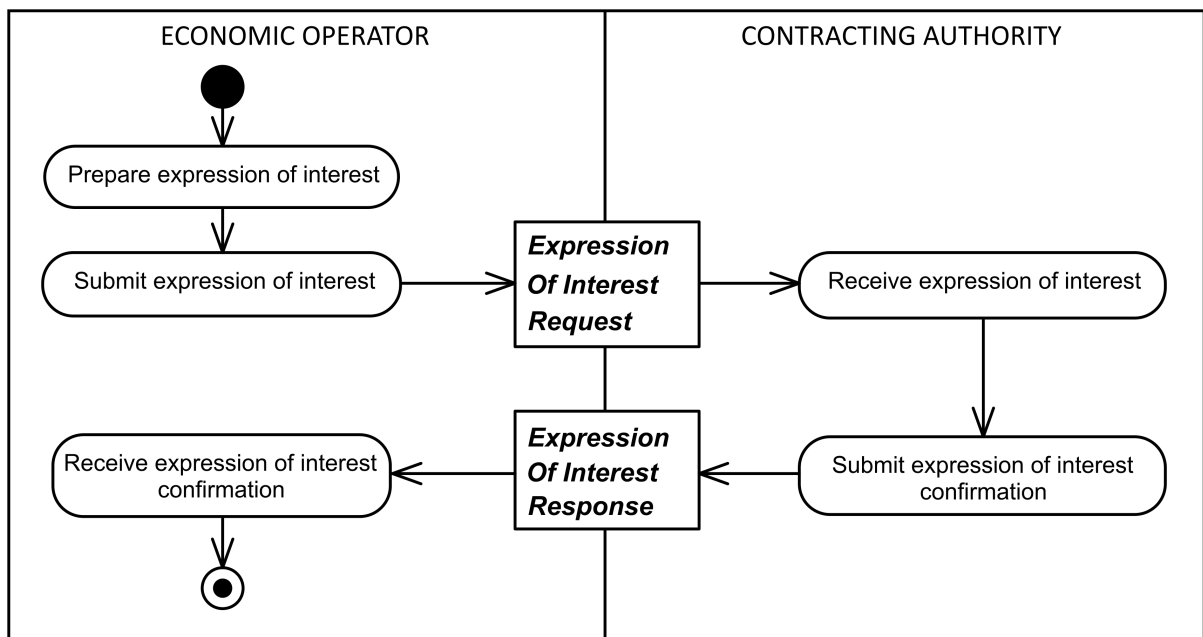 ECONOMIC OPERATOR
CONTRACTING AUTHORITY
Prepare expression of interest
Submit expression of interest
Expression
Of Interest
Request
Receive expression of interest
Receive expression of interest
confirmation
Expression
Of Interest
Response
Submit expression of interest
confirmation